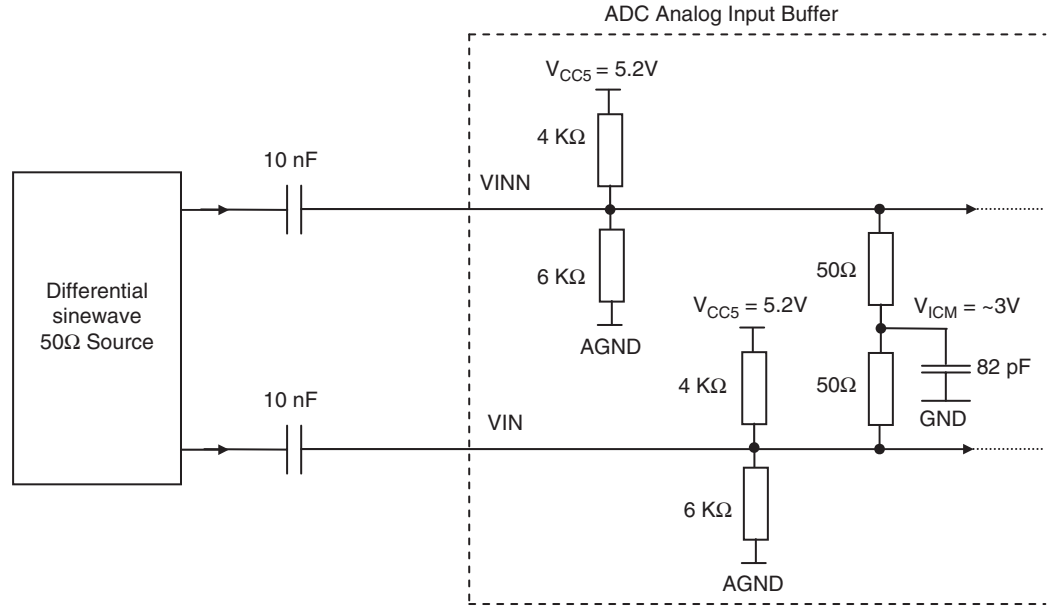 ADC Analog Input Buffer
VCC5 = 5.2V
4 KΩ
10 nF
VINN
6 KΩ
AGND
50Ω
VICM = ~3V
82 pF
GND
Differential
sinewave
50Ω Source
VCC5 = 5.2V
4 KΩ
50Ω
10 nF
VIN
6 KΩ
AGND